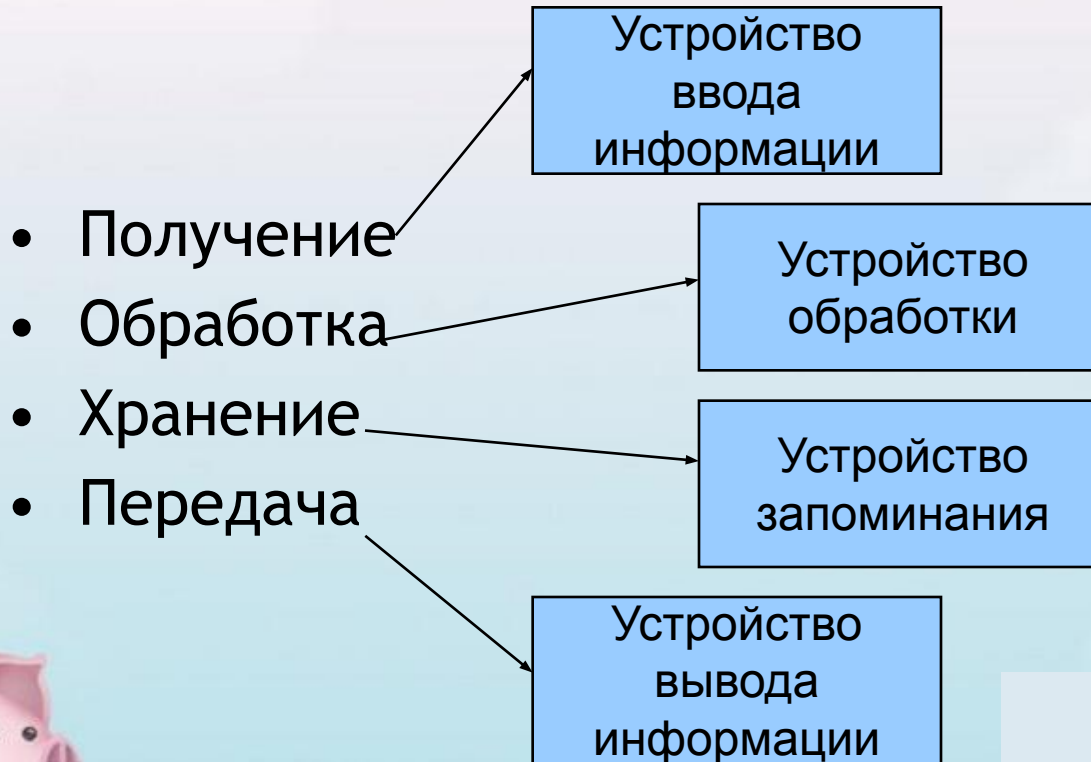 Устройство
ввода
информации
• Получение
Устройство
обработки
• Обработка
• Хранение
Устройство
запоминания
• Передача
Устройство
вывода
информации